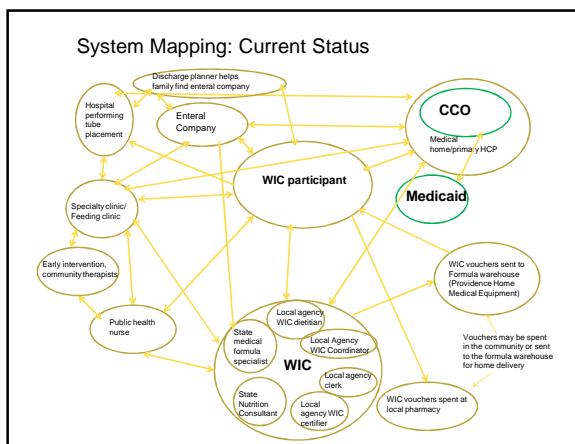 System Mapping: Current Status
Discharge planner helps
family find enteral company
Hospital
performing
tube
placement
Enteral
Company
CCO
Medical
home/primary HCP
WIC participant
Medicaid
Specialty clinic/
Feeding clinic
Early intervention,
community therapists
Public health
nurse
WIC vouchers sent to
Formula warehouse
(Providence Home
Medical Equipment)
Local agency
WIC dietitian
State
medical
formula
specialist
Local Agency
WIC Coordinator
WIC
Local agency
clerk
State
Nutrition
Consultant
Local
agency WIC
certifier
Vouchers may be spent
in the community or sent
to the formula warehouse
for home delivery
WIC vouchers spent at
local pharmacy